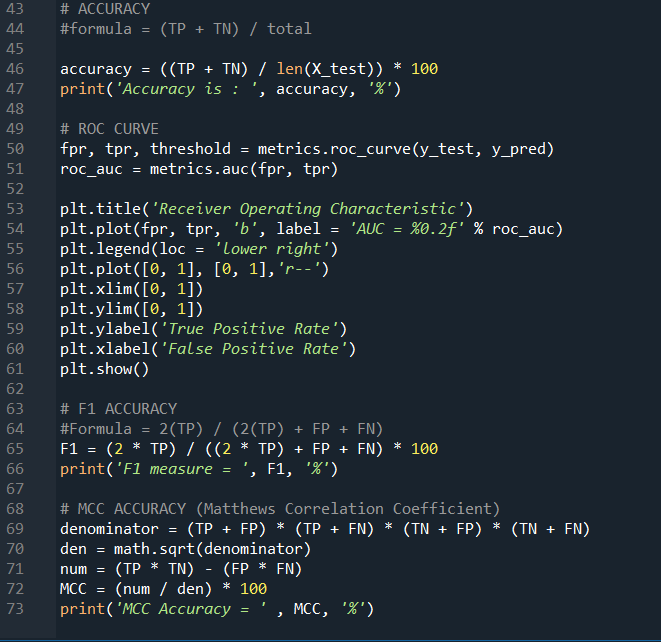 43 # ACCURACY
44 #formula = (TP + TN) / total
45
46 accuracy = ((TP + TN) / len(X_test)) * 100
47 print('Accuracy is : ', accuracy, '%')
48
49 # ROC CURVE
50 fpr, tpr, threshold = metrics.roc_curve(y_test, y_pred)
51 roc_auc = metrics.auc(fpr, tpr)
52
53 plt.title('Receiver Operating Characteristic')
54 plt.plot(fpr, tpr, 'b', label = 'AUC = %0.2f' % roc_auc)
55 plt.legend(loc = 'lower right')
56 plt.plot([0, 1], [0, 1],'r--')
57 plt.xlim([0, 1])
58 plt.ylim([0, 1])
59 plt.ylabel('True Positive Rate')
60 plt.xlabel('False Positive Rate')
61 plt.show()
62
63 # F1 ACCURACY
64 #Formula = 2(TP) / (2(TP) + FP + FN)
65 F1 = (2 * TP) / ((2 * TP) + FP + FN) * 100
66 print('F1 measure = ', F1, '%')
67
68 # MCC ACCURACY (Matthews Correlation Coefficient)
69 denominator = (TP + FP) * (TP + FN) * (TN + FP) * (TN + FN)
70 den = math.sqrt(denominator)
71 num = (TP * TN) - (FP * FN)
72 MCC = (num / den) * 100
73 print('MCC Accuracy = ' , MCC, '%')